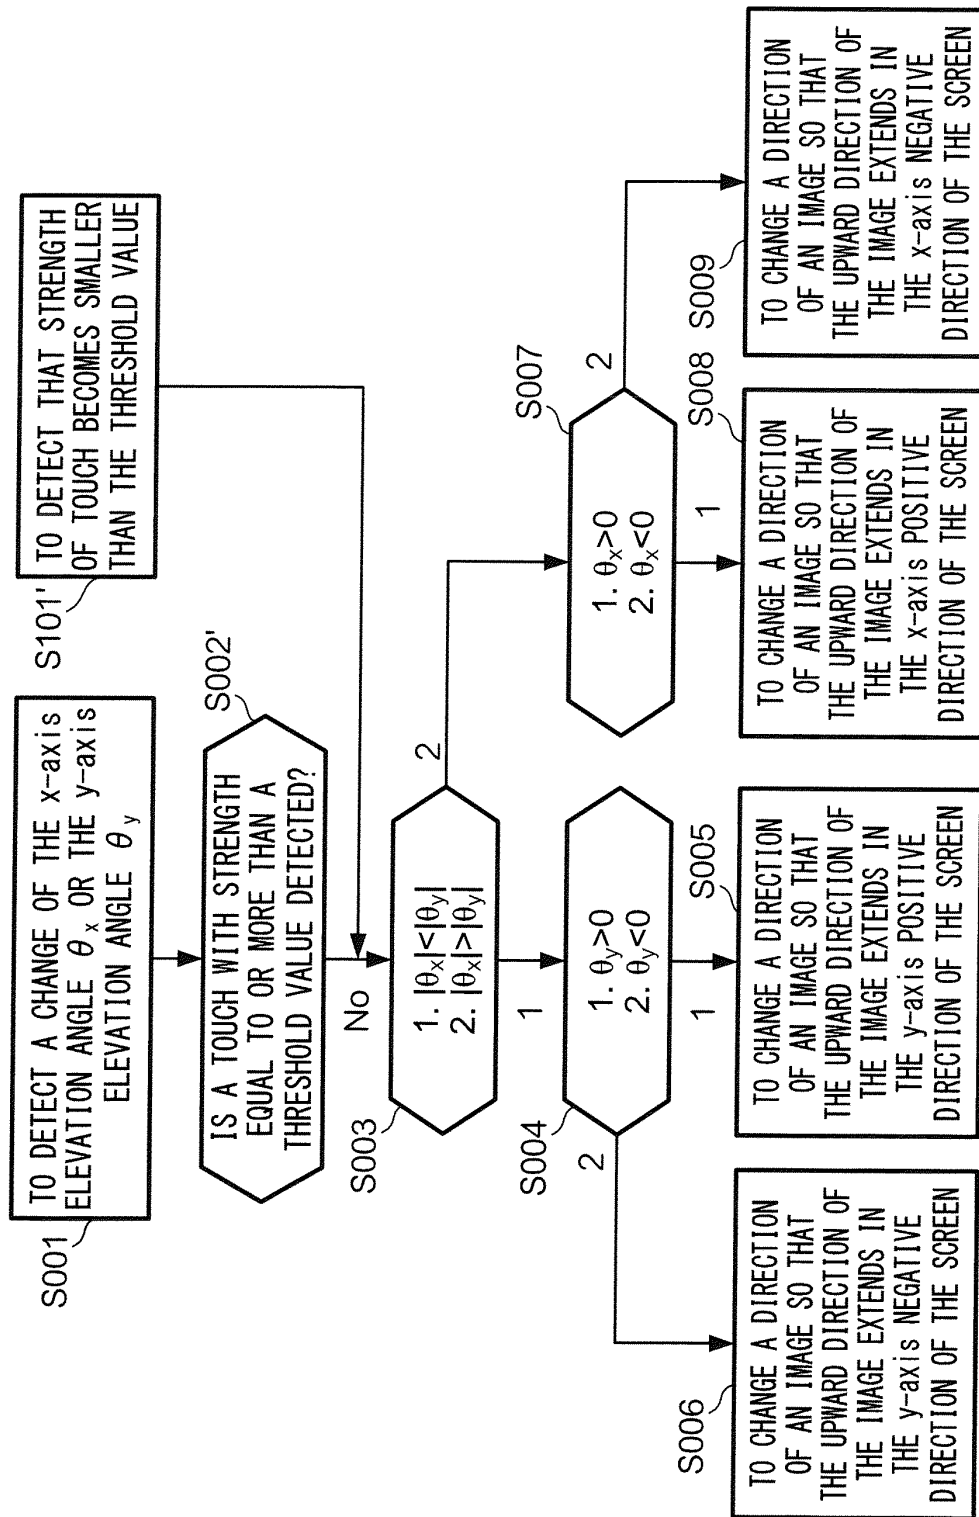 S001
TO DETECT A CHANGE OF THE x-axis
ELEVATION ANGLE θx OR THE y-axis
ELEVATION ANGLE θy
S101'
TO DETECT THAT STRENGTH
OF TOUCH BECOMES SMALLER
THAN THE THRESHOLD VALUE
S002'
IS A TOUCH WITH STRENGTH
EQUAL TO OR MORE THAN A
THRESHOLD VALUE DETECTED?
No
S003
1. |θx|<|θy|
2. |θx|>|θy|
1
2
S004
1. θy>0
2. θy<0
1
2
S007
1. θx>0
2. θx<0
1
2
S006
TO CHANGE A DIRECTION
OF AN IMAGE SO THAT
THE UPWARD DIRECTION OF
THE IMAGE EXTENDS IN
THE y-axis NEGATIVE
DIRECTION OF THE SCREEN
S005
TO CHANGE A DIRECTION
OF AN IMAGE SO THAT
THE UPWARD DIRECTION OF
THE IMAGE EXTENDS IN
THE y-axis POSITIVE
DIRECTION OF THE SCREEN
S008
TO CHANGE A DIRECTION
OF AN IMAGE SO THAT
THE UPWARD DIRECTION OF
THE IMAGE EXTENDS IN
THE x-axis POSITIVE
DIRECTION OF THE SCREEN
S009
TO CHANGE A DIRECTION
OF AN IMAGE SO THAT
THE UPWARD DIRECTION OF
THE IMAGE EXTENDS IN
THE x-axis NEGATIVE
DIRECTION OF THE SCREEN